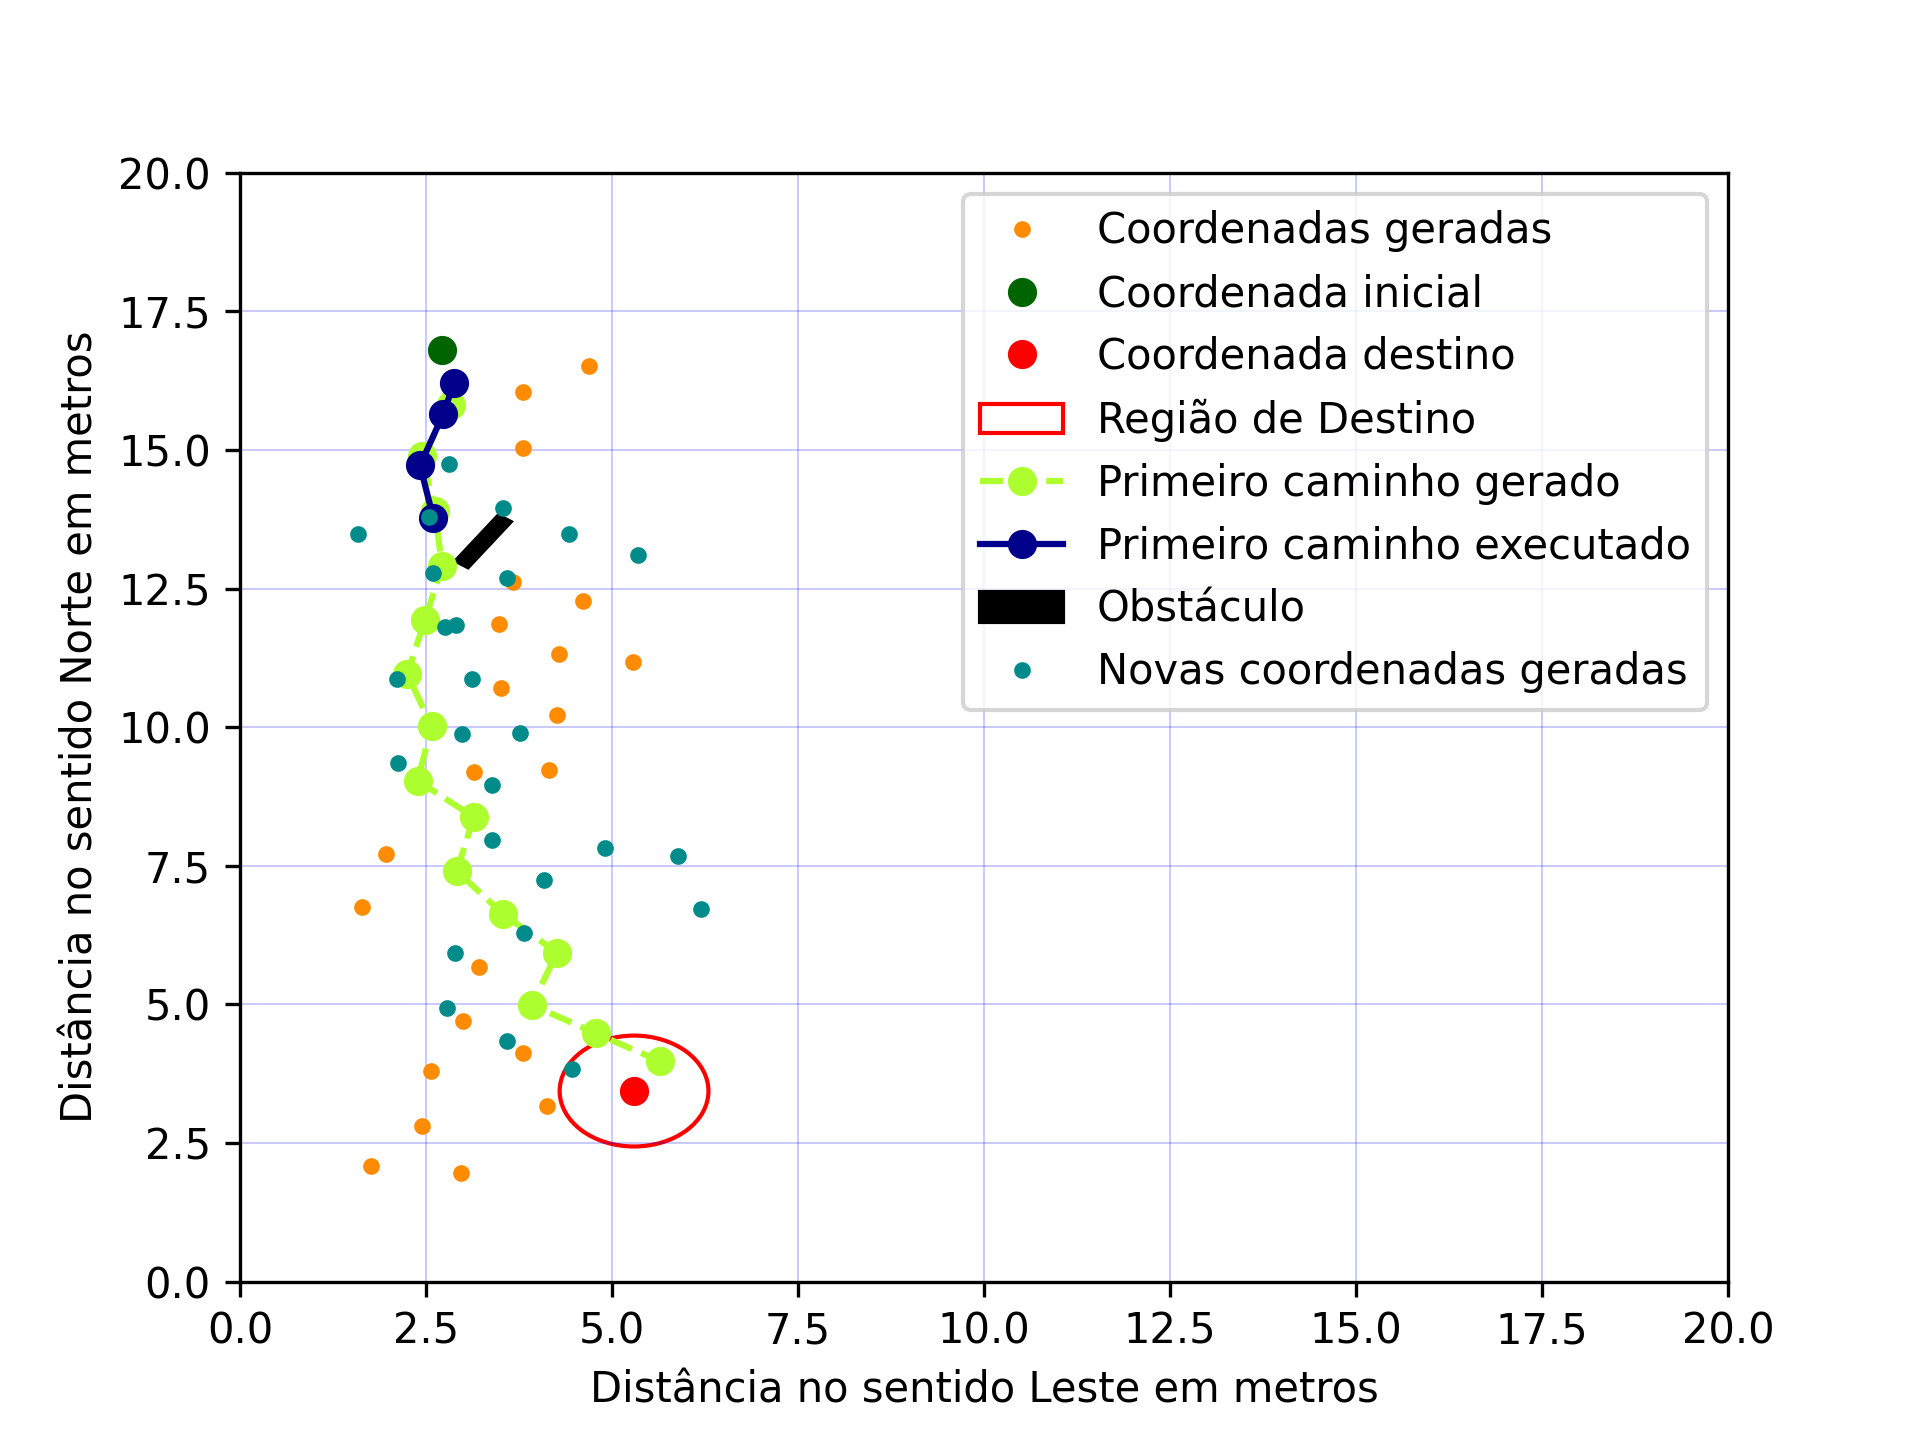 20.0
17.5
15.0
12.5
10.0
7.5
5.0
2.5
0.0
Distância no sentido Norte em metros
Coordenadas geradas
Coordenada inicial
Coordenada destino
Região de Destino
Primeiro caminho gerado
Primeiro caminho executado
Obstáculo
Novas coordenadas geradas
0.0 2.5 5.0 7.5 10.0 12.5 15.0 17.5 20.0
Distância no sentido Leste em metros